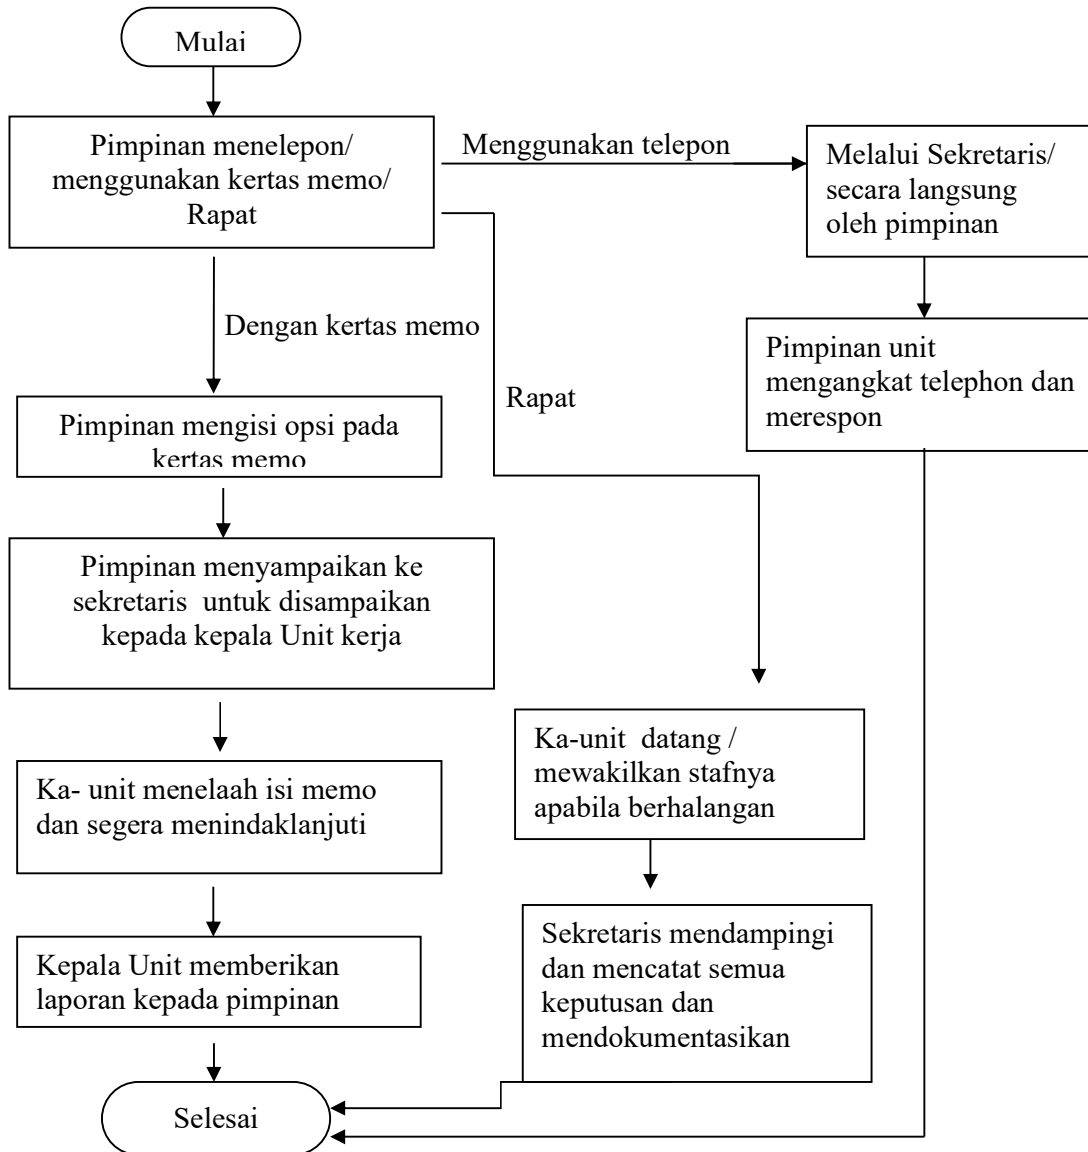 Mulai
Pimpinan menelepon/
menggunakan kertas memo/
Rapat
Menggunakan telepon
Melalui Sekretaris/
secara langsung
oleh pimpinan
Dengan kertas memo
Rapat
Pimpinan unit
mengangkat telephon dan
merespon
Pimpinan mengisi opsi pada
kertas memo
Pimpinan menyampaikan ke
sekretaris untuk disampaikan
kepada kepala Unit kerja
Ka- unit menelaah isi memo
dan segera menindaklanjuti
Ka-unit datang /
mewakilkan stafnya
apabila berhalangan
Kepala Unit memberikan
laporan kepada pimpinan
Sekretaris mendampingi
dan mencatat semua
keputusan dan
mendokumentasikan
Selesai